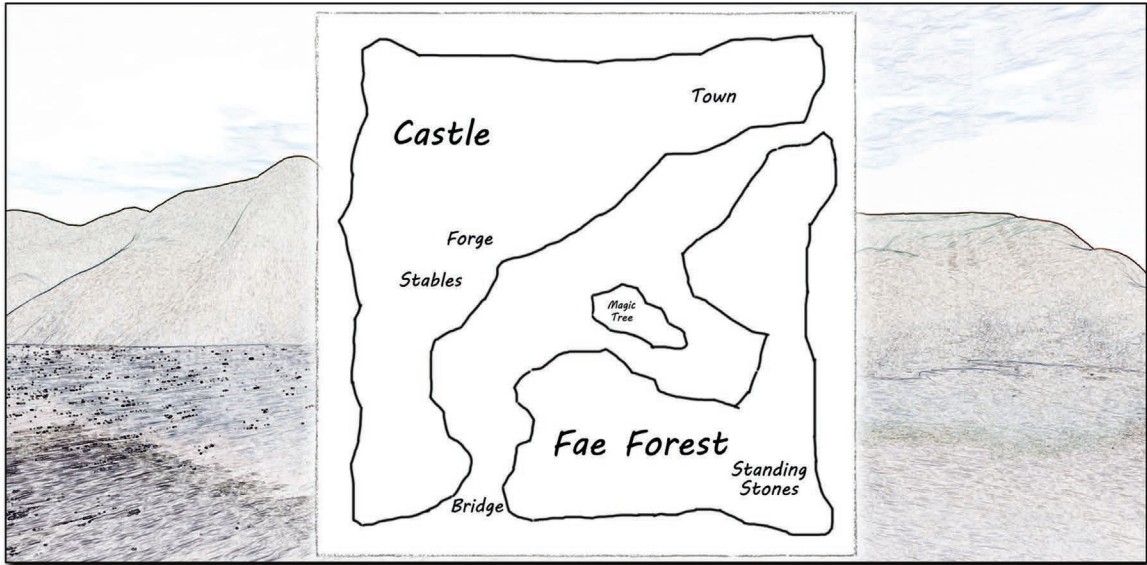 Town
Castle
Forge
Stables
Magic
Tree
Fae Forest
Standing
Stones
Bridge